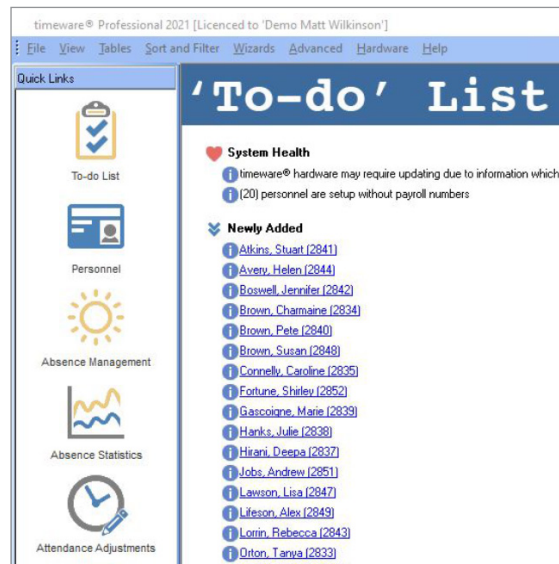 timeware® Professional 2021 [Licenced to 'Demo Matt Wilkinson']
File View Tables Sort and Filter Wizards Advanced Hardware Help
Quick Links
To-do List
Personnel
Absence Management
Absence Statistics
Attendance Adjustments
‘To-do’ List
System Health
timeware® hardware may require updating due to information which
(20) personnel are setup without payroll numbers
Newly Added
Atkins, Stuart (2841)
Avery, Helen (2844)
Boswell, Jennifer (2842)
Brown, Charmaine (2834)
Brown, Pete (2840)
Brown, Susan (2848)
Connelly, Caroline (2835)
Fortune, Shirley (2852)
Gascoigne, Marie (2839)
Hanks, Julie (2838)
Hirani, Deepa (2837)
Jobs, Andrew (2851)
Lawson, Lisa (2847)
Lifeson, Alex (2849)
Lorrin, Rebecca (2843)
Orton, Tanya (2833)